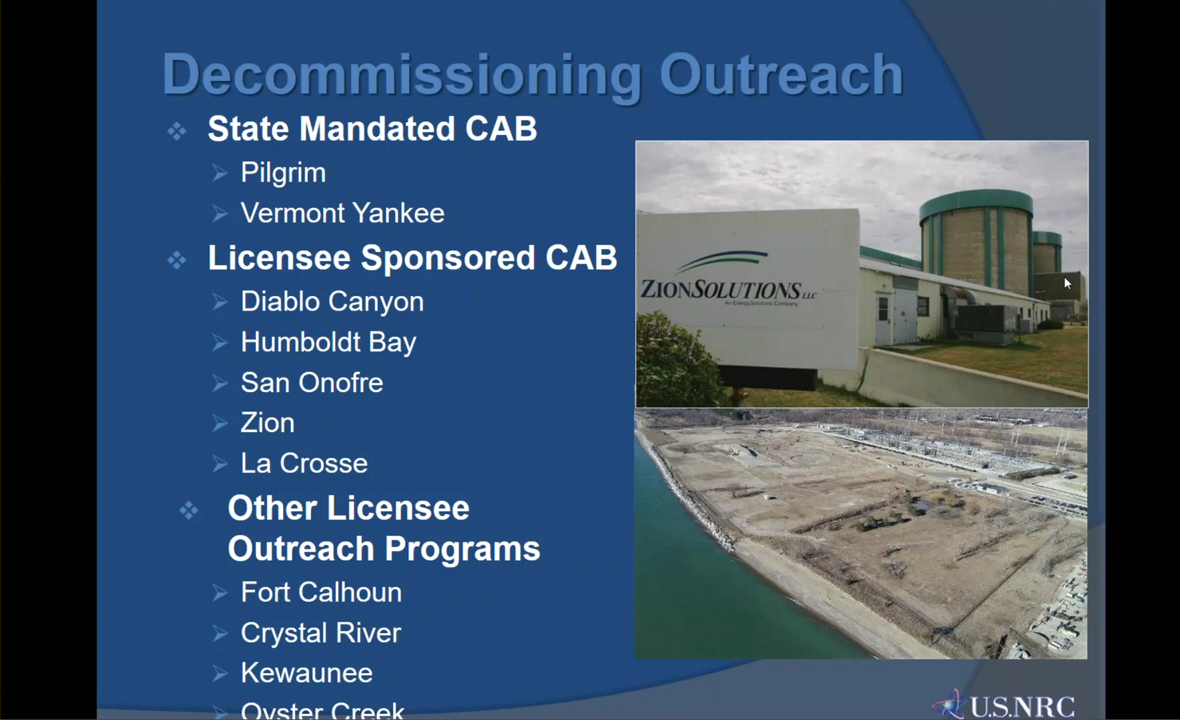 Decommissioning Outreach
State Mandated CAB
Pilgrim
Vermont Yankee
Licensee Sponsored CAB
Diablo Canyon
Humboldt Bay
San Onofre
Zion
La Crosse
Other Licensee
Outreach Programs
Fort Calhoun
Crystal River
Kewaunee
Oyster Creek
ZIONSOLUTIONS LLC
An EnergySolutions Company
U.S.NRC